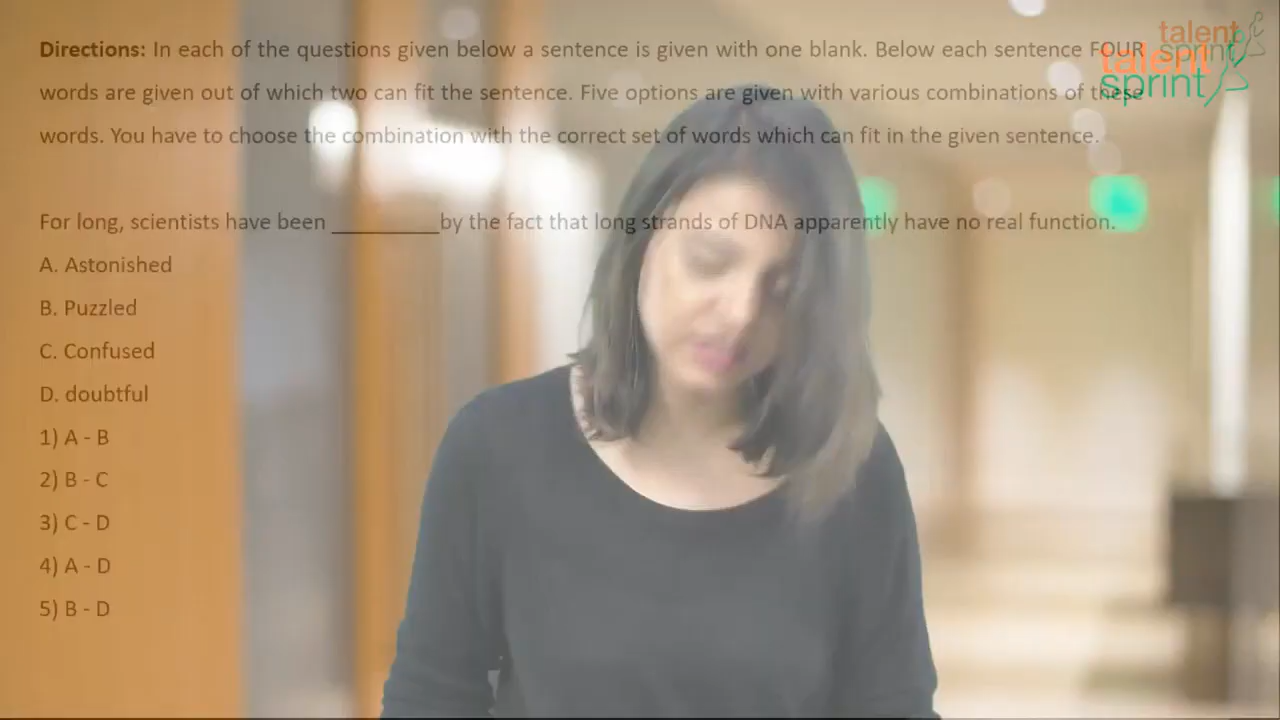 talent
sprint
talent
sprint
Directions: In each of the questions given below a sentence is given with one blank. Below each sentence FOUR
words are given out of which two can fit the sentence. Five options are given with various combinations of these
words. You have to choose the combination with the correct set of words which can fit in the given sentence.
For long, scientists have been __________by the fact that long strands of DNA apparently have no real function.
A. Astonished
B. Puzzled
C. Confused
D. doubtful
1) A - B
2) B - C
3) C - D
4) A - D
5) B - D